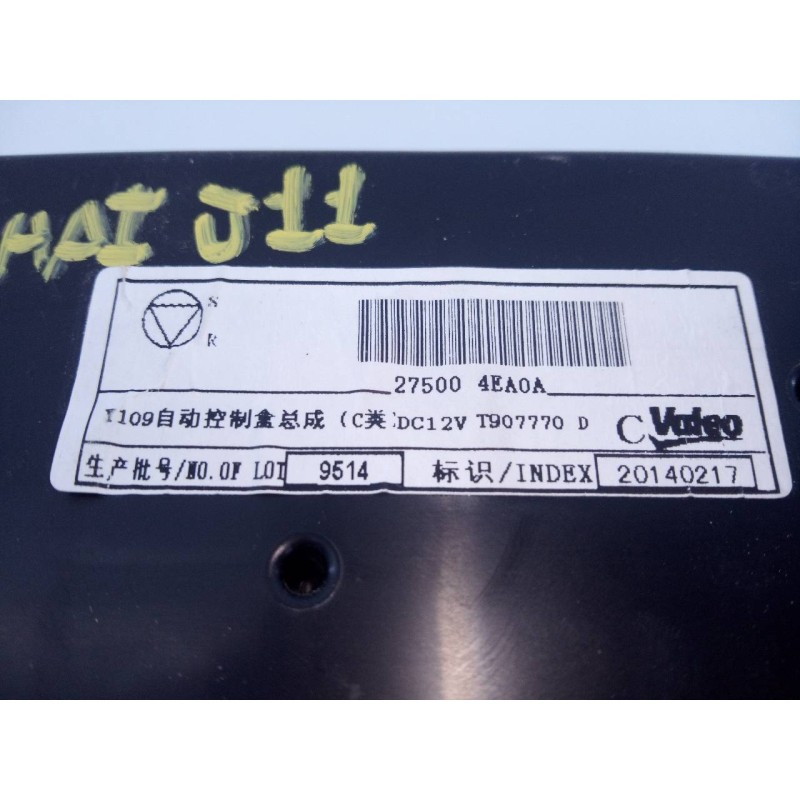 HAI J11
S
R
27500 4EA0A
1109自动控制盒总成 (C类)DC12V T907770 D
C Valeo
生产批号/NO.OF LOT 9514 标识/INDEX 20140217